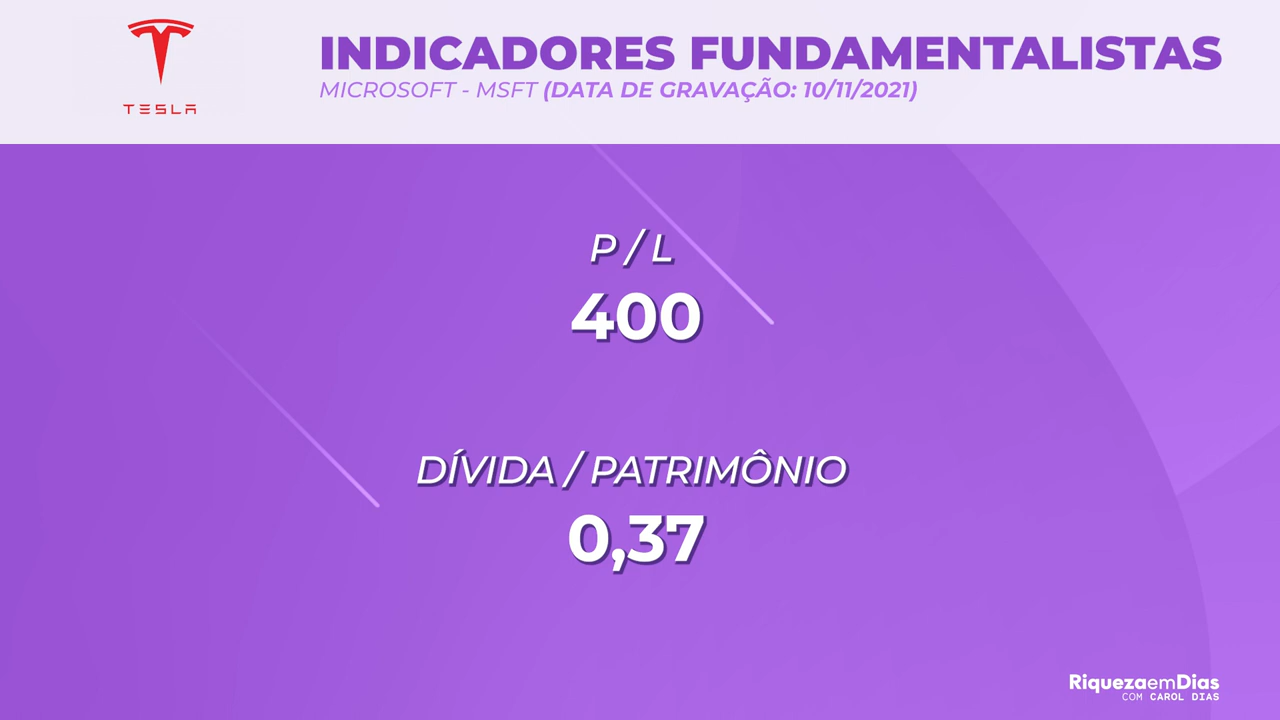 TESLA
INDICADORES FUNDAMENTALISTAS
MICROSOFT - MSFT (DATA DE GRAVAÇÃO: 10/11/2021)
P / L
400
DÍVIDA / PATRIMÔNIO
0,37
RiquezaemDias
COM CAROL DIAS